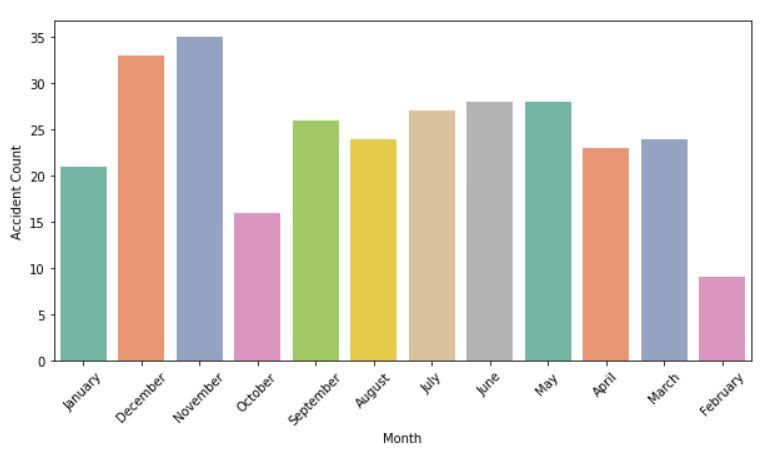 Accident Count
35
30
25
20
15
10
5
0
January December November October September August July June May April March February
Month